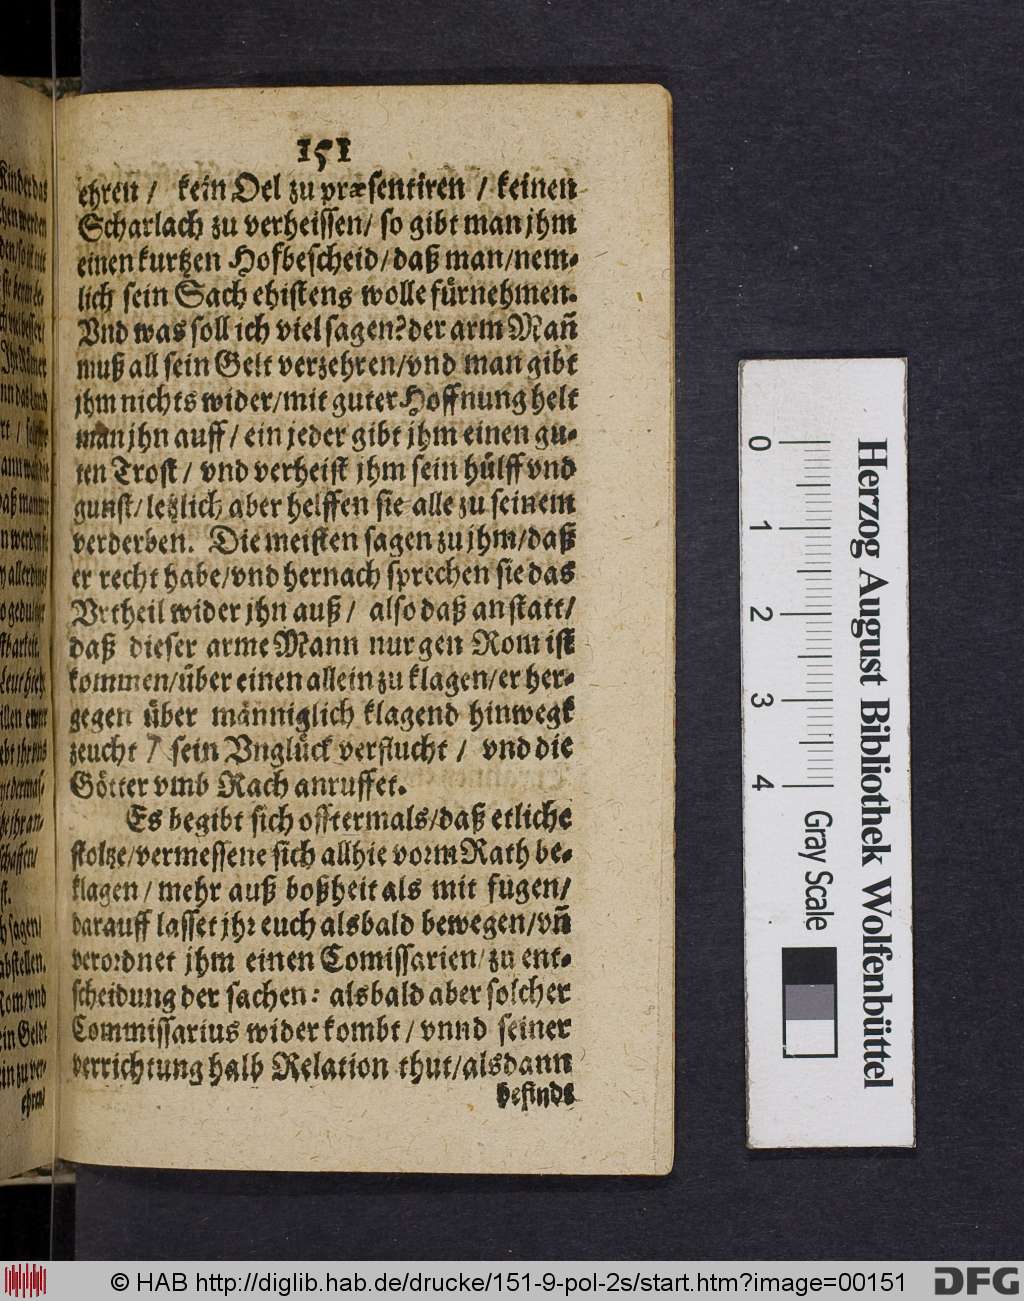 151
ehren / kein Oel zu præsentiren / keinen
Scharlach zu verheissen/ so gibt man jhm
einen kurtzen Hofbescheid/daß man/nem-
lich sein Sach ehistens wolle fürnehmen.
Vnd was soll ich viel sagen? der arm Mañ
muß all sein Gelt verzehren/vnd man gibt
jhm nichts wider/mit guter Hoffnung helt
man jhn auff / ein jeder gibt jhm einen gu-
ten Trost / vnd verheist jhm sein hülff vnd
gunst/ letzlich aber helffen sie alle zu seinem
verderben. Die meisten sagen zu jhm/daß
er recht habe/vnd hernach sprechen sie das
Vrtheil wider jhn auß / also daß an statt/
daß dieser arme Mann nur gen Rom ist
kommen/über einen allein zu klagen/er her-
gegen über männiglich klagend hinwegk
zeucht / sein Vnglück verflucht / vnd die
Götter vmb Rach anruffet.
Es begibt sich offtermals/daß etliche
stoltze/vermessene sich allhie vorm Rath be-
klagen / mehr auß boßheit als mit fugen/
darauff lasset jhr euch alsbald bewegen/vñ
verordnet jhm einen Comissarien/ zu ent-
scheidung der sachen: alsbald aber solcher
Commissarius wider kombt / vnnd seiner
verrichtung halb Relation thut/alsdann
befindt
0 1 2 3 4
Gray Scale
Herzog August Bibliothek Wolfenbüttel
© HAB http://diglib.hab.de/drucke/151-9-pol-2s/start.htm?image=00151
DFG